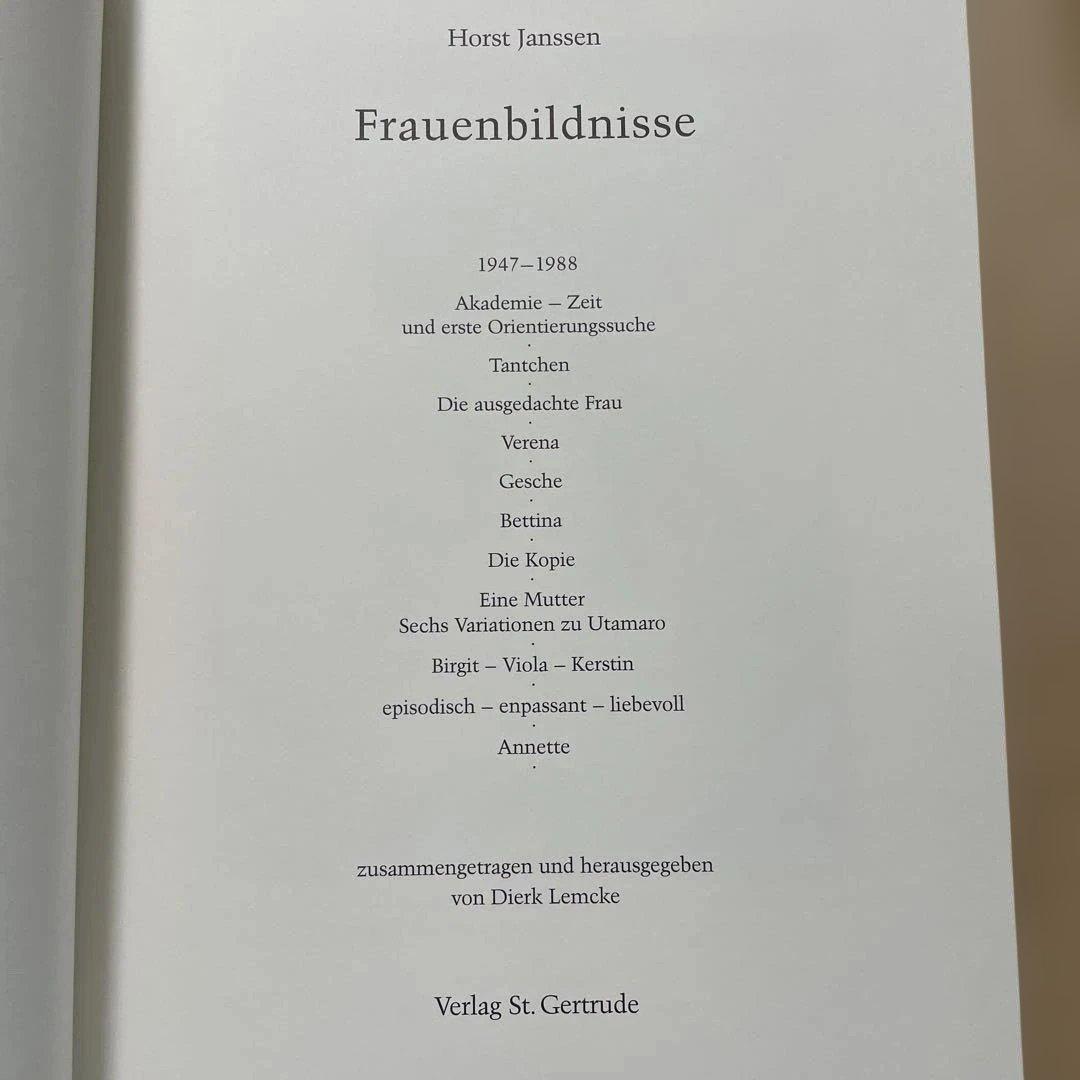 Horst Janssen
Frauenbildnisse
1947–1988
Akademie – Zeit
und erste Orientierungssuche
·
Tantchen
·
Die ausgedachte Frau
·
Verena
·
Gesche
·
Bettina
·
Die Kopie
·
Eine Mutter
Sechs Variationen zu Utamaro
·
Birgit – Viola – Kerstin
·
episodisch – enpassant – liebevoll
·
Annette
·
zusammengetragen und herausgegeben
von Dierk Lemcke
Verlag St. Gertrude